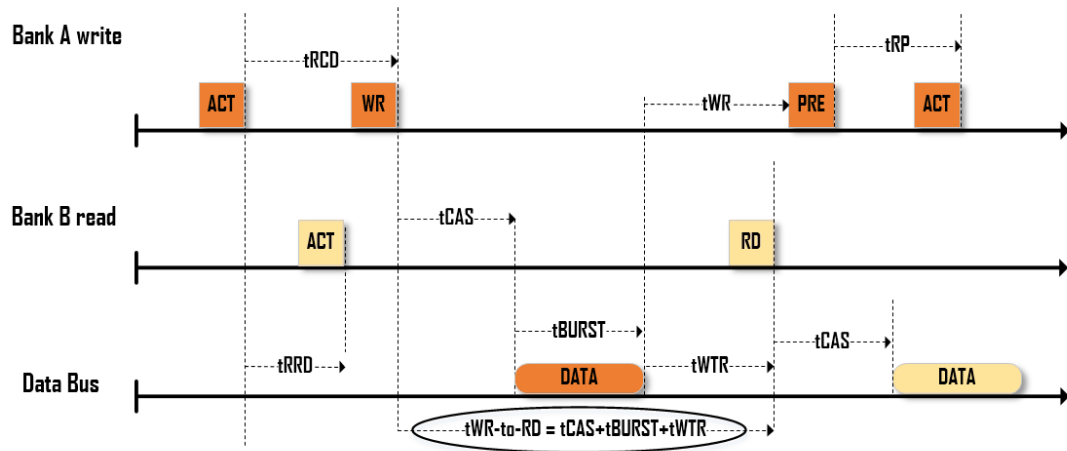 Bank A write
tRCD
tRP
ACT
WR
tWR
PRE
ACT
Bank B read
tCAS
ACT
RD
tBURST
tCAS
tRRD
tWTR
Data Bus
DATA
DATA
tWR-to-RD = tCAS+tBURST+tWTR